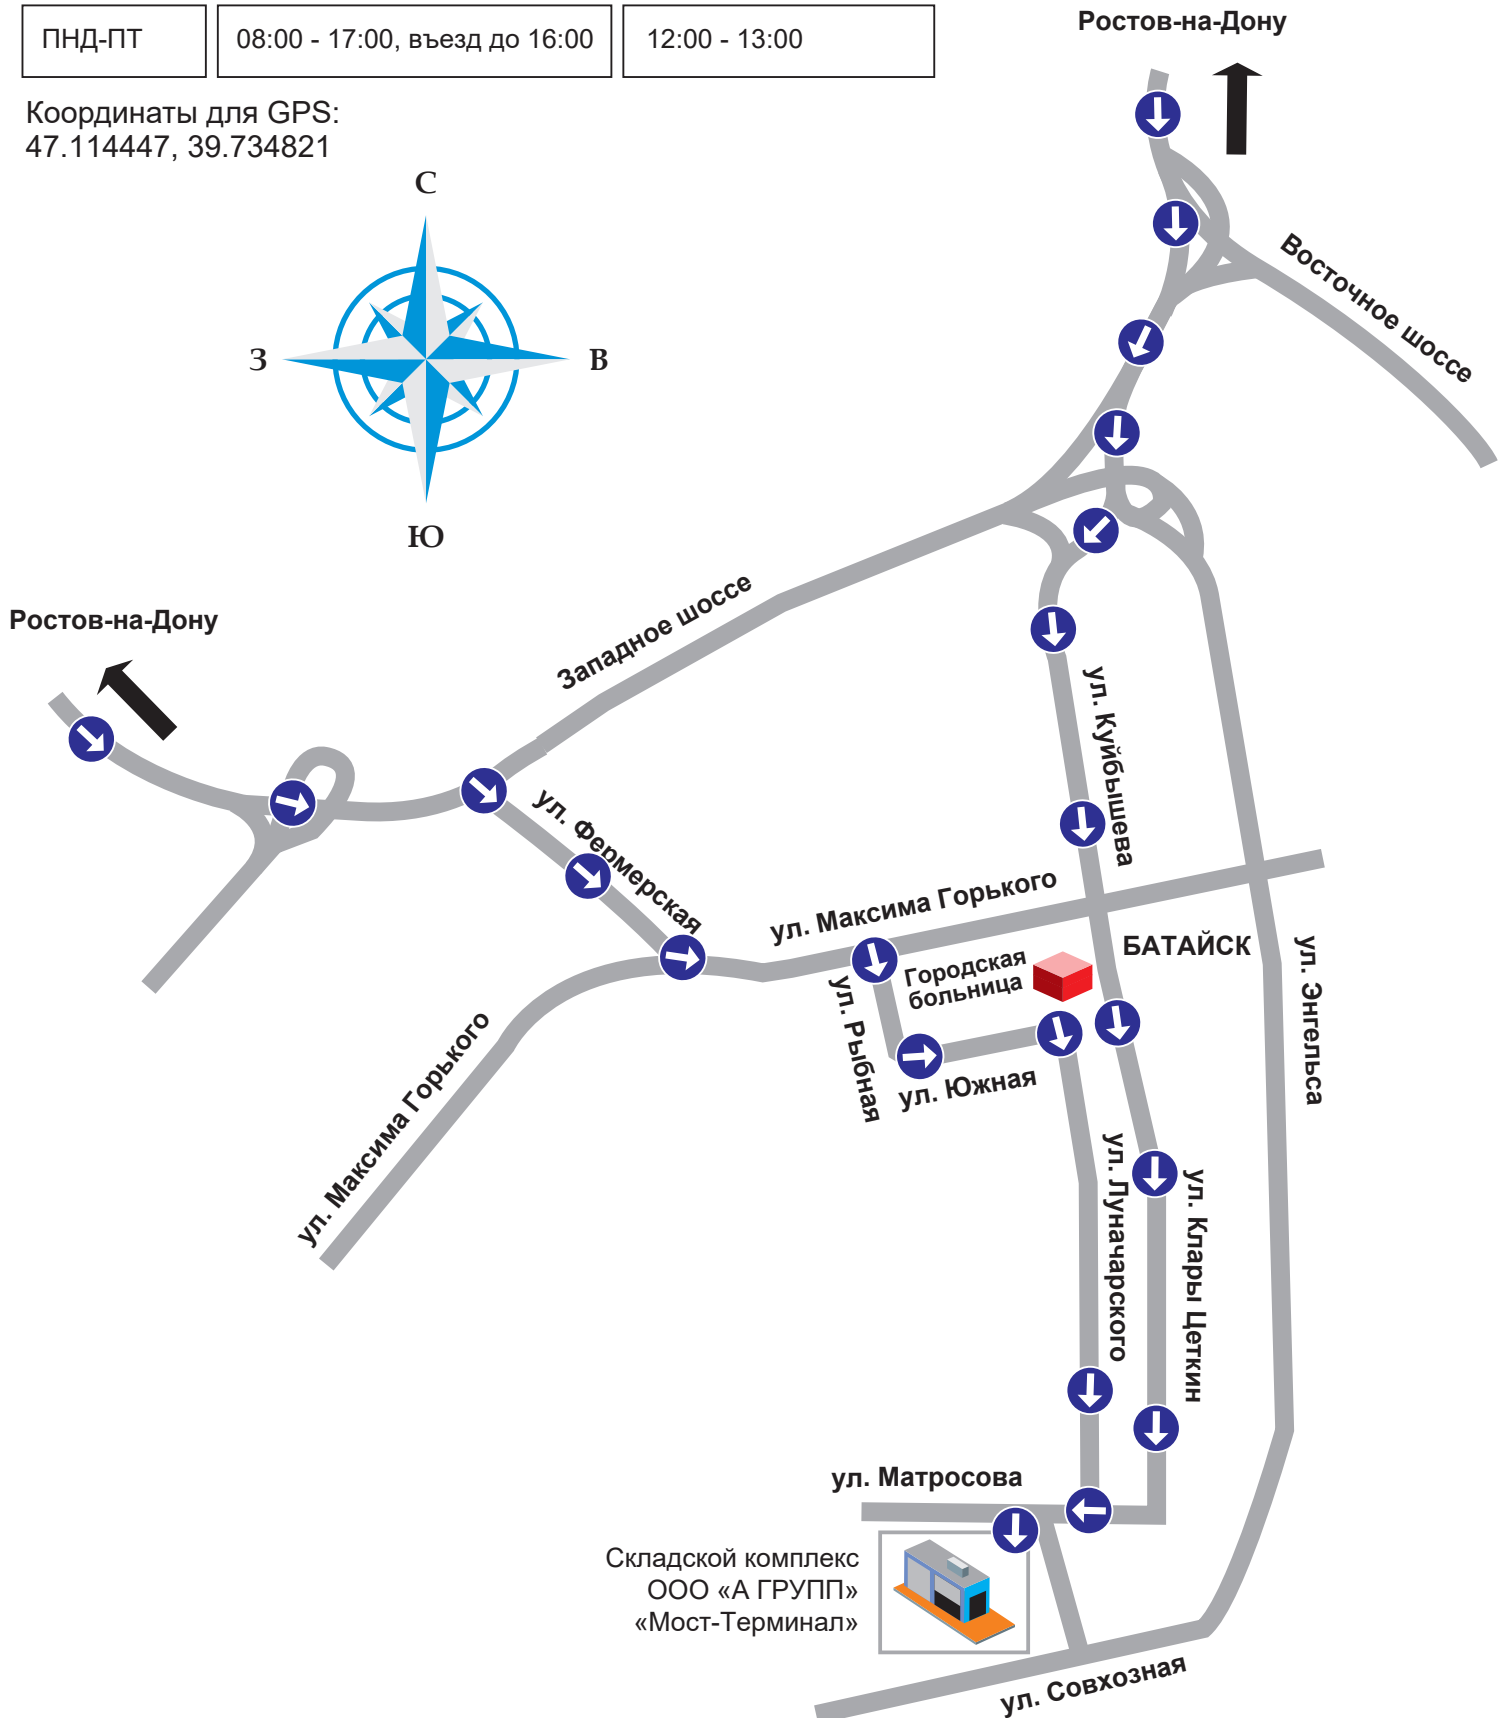 ПНД-ПТ
08:00 - 17:00, въезд до 16:00
12:00 - 13:00
Ростов-на-Дону
Координаты для GPS:
47.114447, 39.734821
С
З
В
Ю
Восточное шоссе
Западное шоссе
Ростов-на-Дону
ул. Куйбышева
ул. Фермерская
ул. Максима Горького
БАТАЙСК
Городская
больница
ул. Энгельса
ул. Рыбная
ул. Южная
ул. Максима Горького
ул. Луначарского
ул. Клары Цеткин
ул. Матросова
Складской комплекс
ООО «А ГРУПП»
«Мост-Терминал»
ул. Совхозная